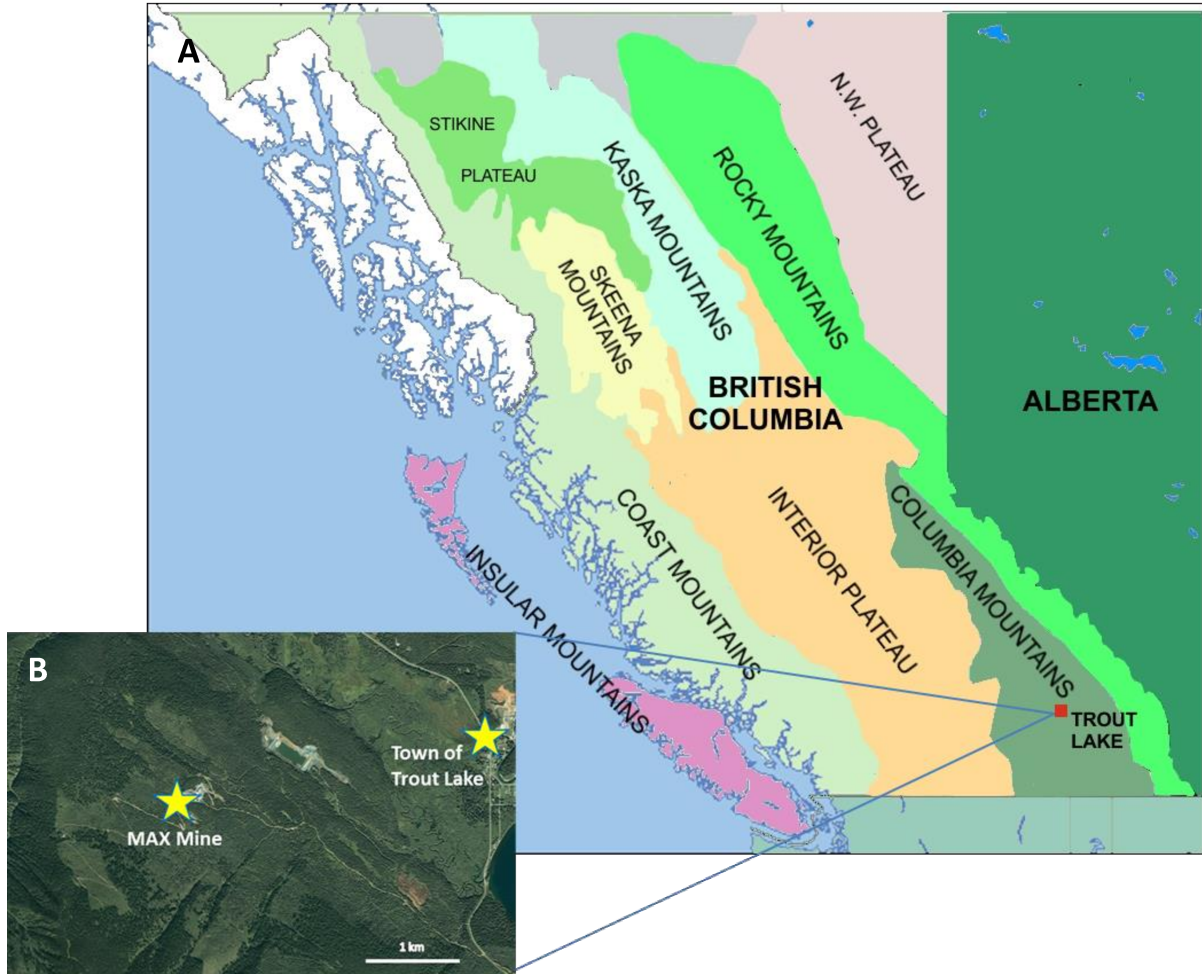 A
STIKINE
PLATEAU
KASKA MOUNTAINS
ROCKY MOUNTAINS
N.W. PLATEAU
SKEENA
MOUNTAINS
BRITISH
COLUMBIA
ALBERTA
COAST MOUNTAINS
INTERIOR PLATEAU
COLUMBIA MOUNTAINS
INSULAR MOUNTAINS
TROUT
LAKE
B
Town of
Trout Lake
MAX Mine
1 km